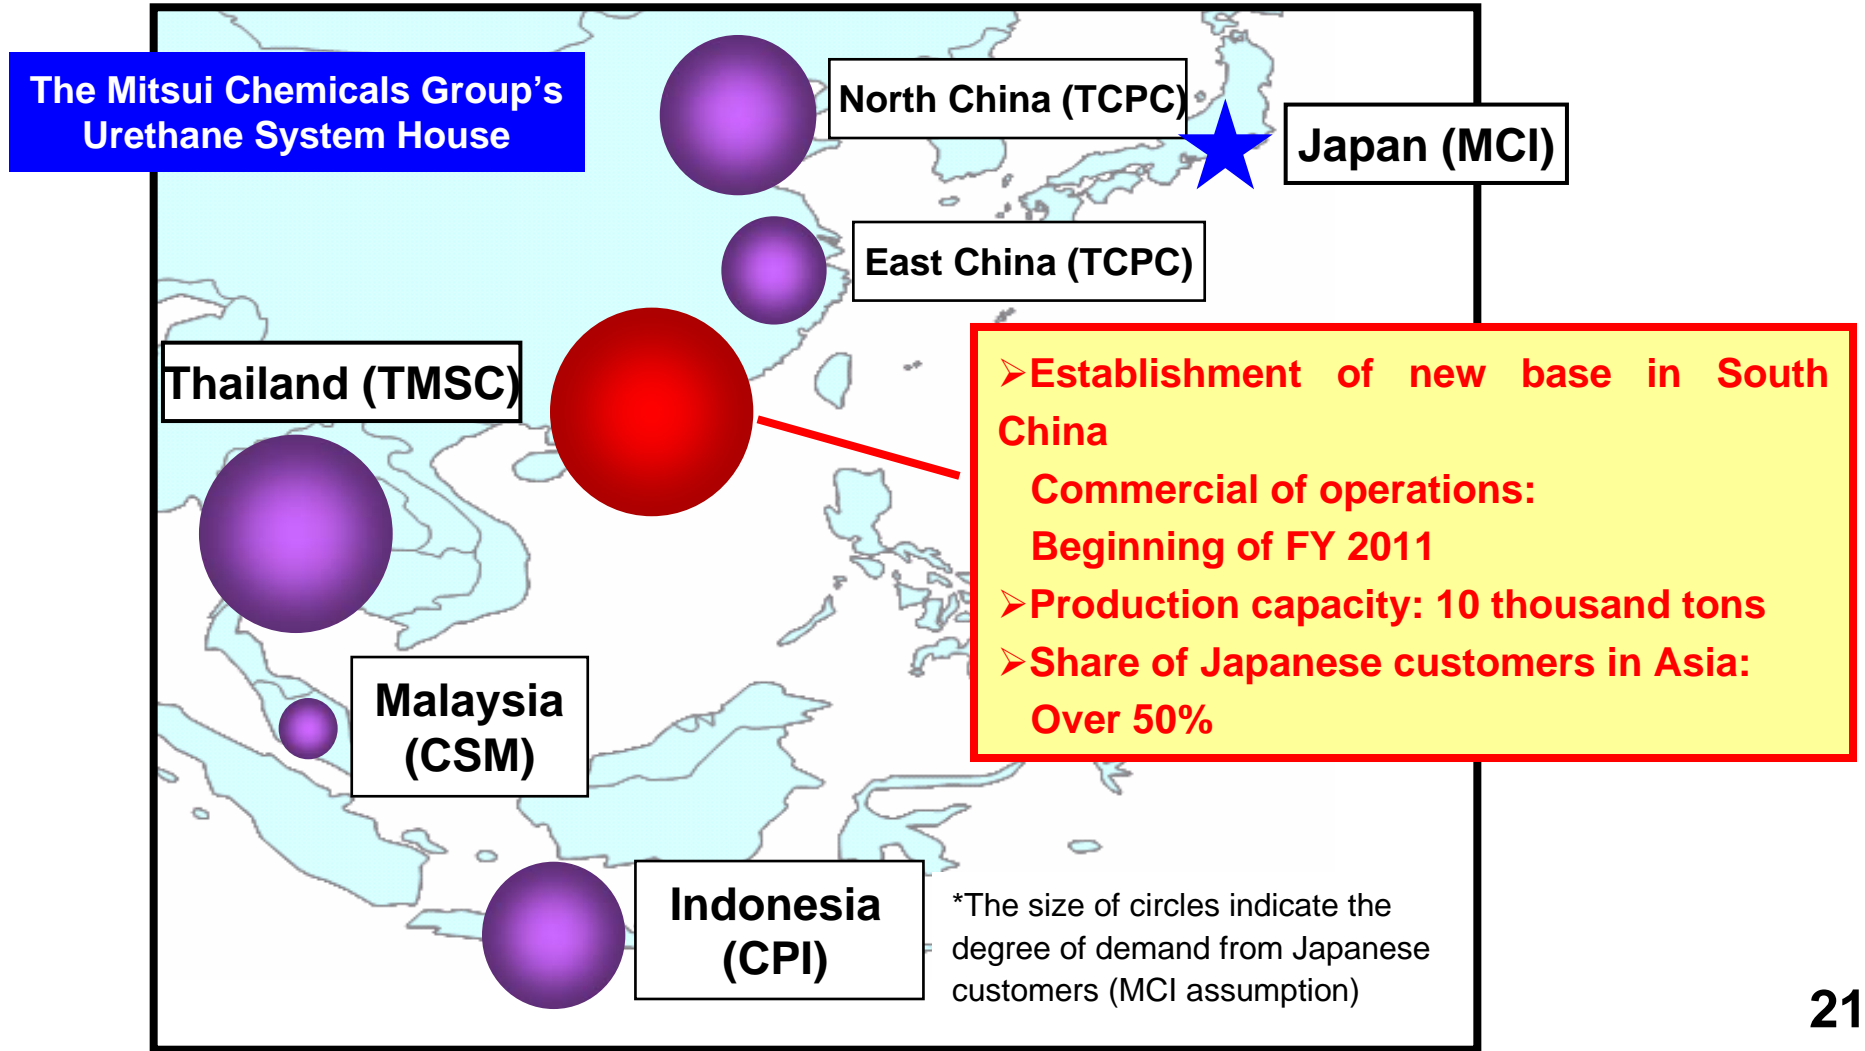 The Mitsui Chemicals Group's
Urethane System House
North China (TCPC)
Japan (MCI)
East China (TCPC)
Thailand (TMSC)
➢Establishment of new base in South
China
Commercial of operations:
Beginning of FY 2011
➢Production capacity: 10 thousand tons
➢Share of Japanese customers in Asia:
Over 50%
Malaysia
(CSM)
Indonesia
(CPI)
*The size of circles indicate the
degree of demand from Japanese
customers (MCI assumption)
21